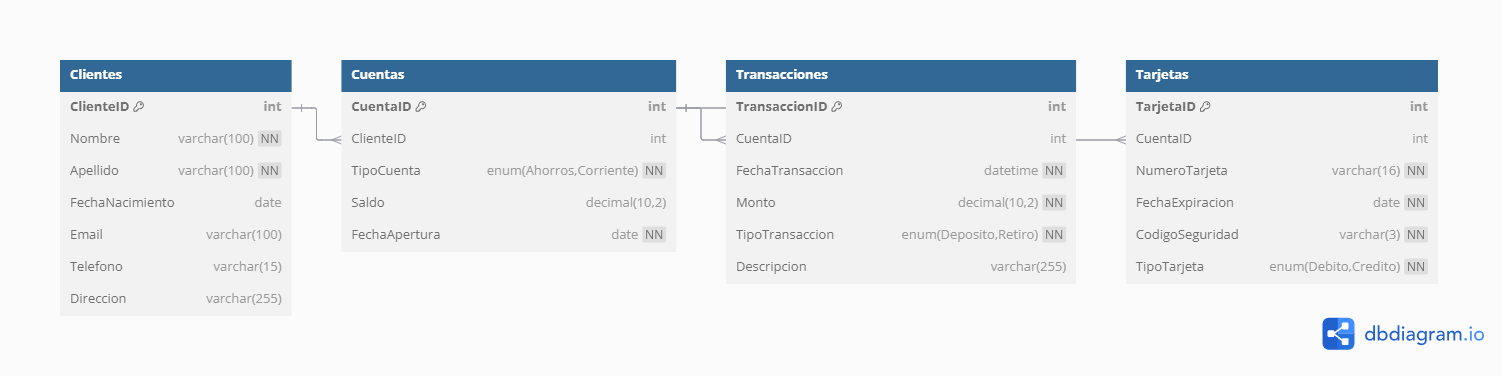 Clientes
ClienteID int
Nombre varchar(100) NN
Apellido varchar(100) NN
FechaNacimiento date
Email varchar(100)
Telefono varchar(15)
Direccion varchar(255)
Cuentas
CuentaID int
ClienteID int
TipoCuenta enum(Ahorros,Corriente) NN
Saldo decimal(10,2)
FechaApertura date NN
Transacciones
TransaccionID int
CuentaID int
FechaTransaccion datetime NN
Monto decimal(10,2) NN
TipoTransaccion enum(Deposito,Retiro) NN
Descripcion varchar(255)
Tarjetas
TarjetaID int
CuentaID int
NumeroTarjeta varchar(16) NN
FechaExpiracion date NN
CodigoSeguridad varchar(3) NN
TipoTarjeta enum(Debito,Credito) NN
dbdiagram.io